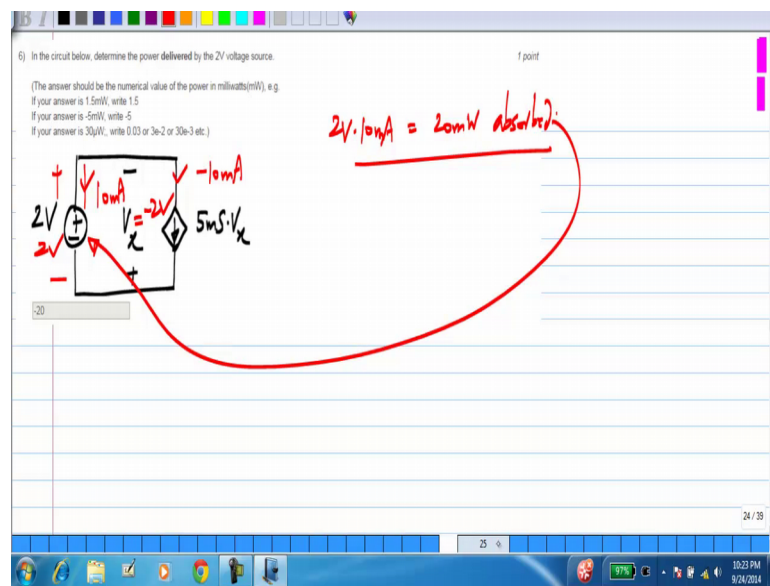 B I
6) In the circuit below, determine the power delivered by the 2V voltage source. 1 point
(The answer should be the numerical value of the power in milliwatts(mW), e.g.
If your answer is 1.5mW, write 1.5
If your answer is -5mW, write -5
If your answer is 30μW;, write 0.03 or 3e-2 or 30e-3 etc.)
2V·10mA = 20mW absorbed
+ 10mA − -10mA
2V + − 2V Vx = -2V 5mS·Vx
− +
-20
24 / 39
25
97%
10:23 PM
9/24/2014